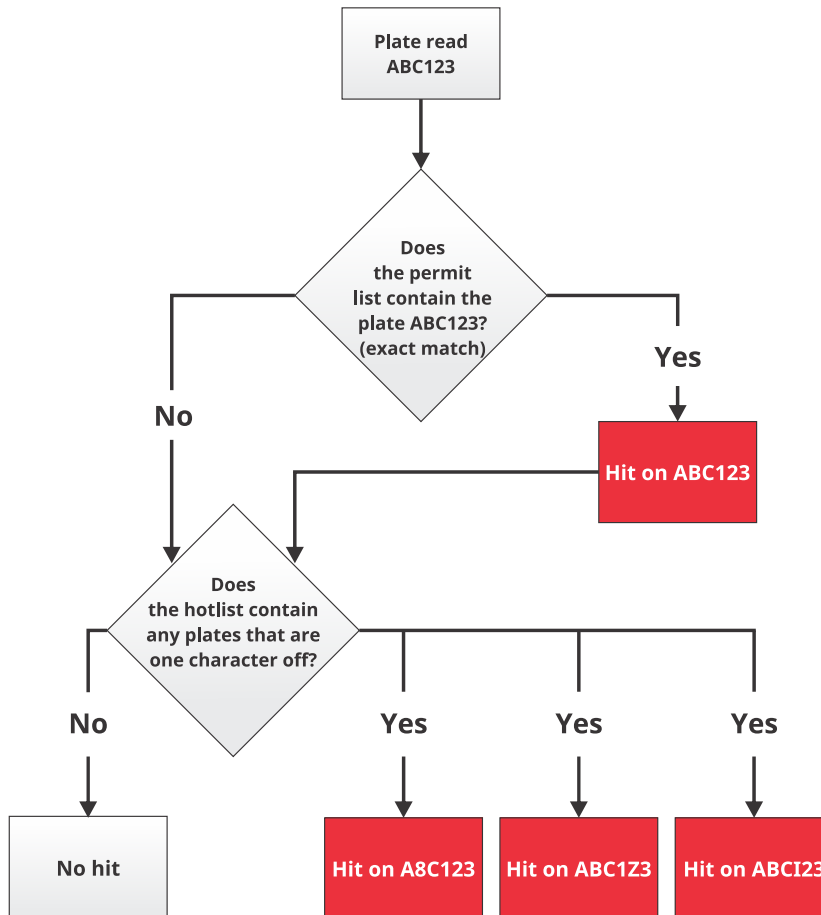 Plate read
ABC123
Does
the permit
list contain the
plate ABC123?
(exact match)
Yes
No
Hit on ABC123
Does
the hotlist contain
any plates that are
one character off?
No
Yes
Yes
Yes
No hit
Hit on A8C123
Hit on ABC1Z3
Hit on ABCI23